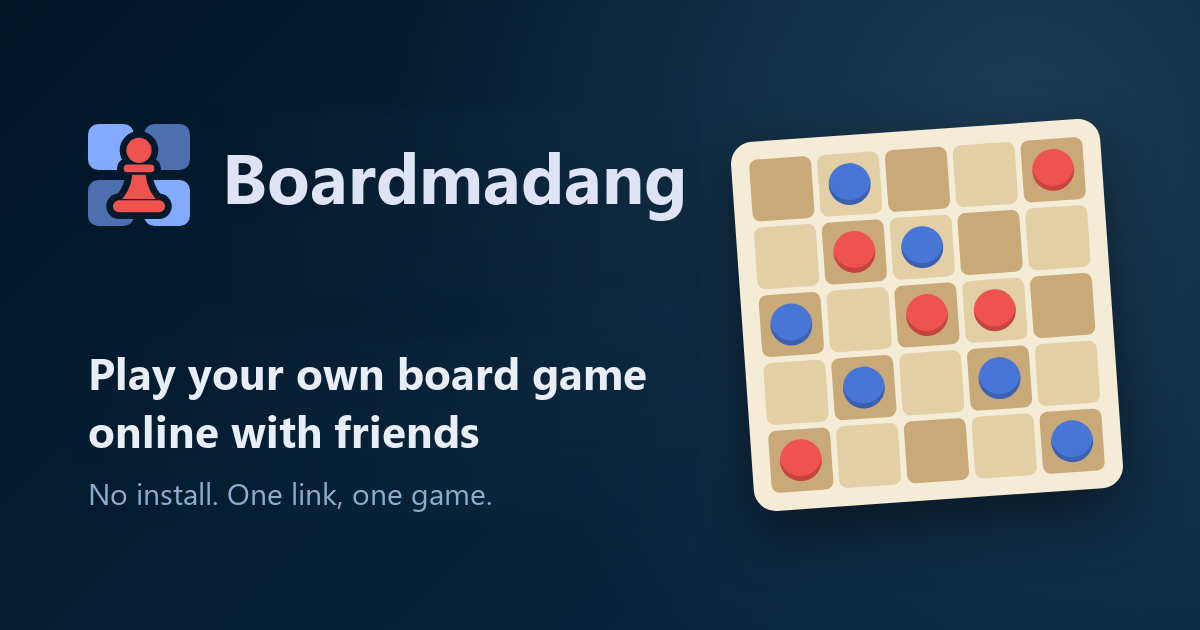 Boardmadang
Play your own board game
online with friends
No install. One link, one game.